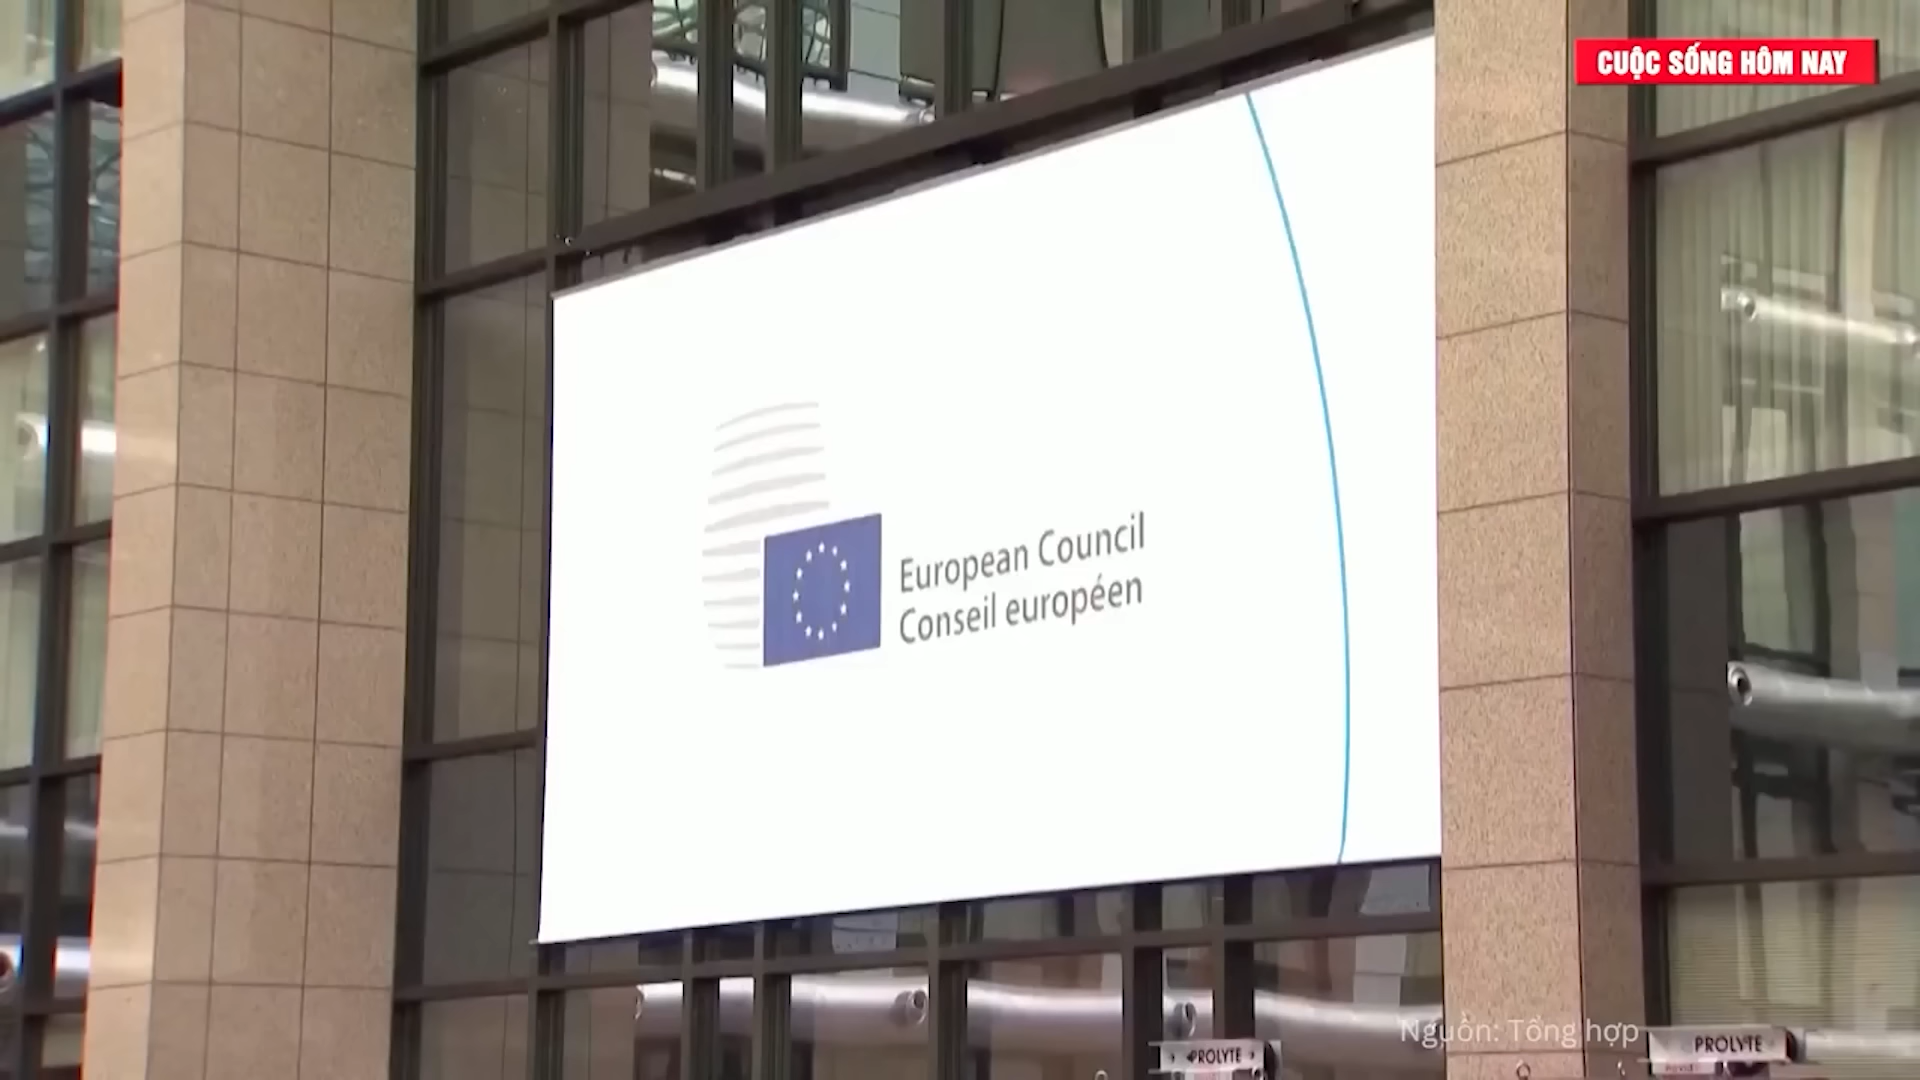 CUỘC SỐNG HÔM NAY
European Council
Conseil européen
Nguồn: Tổng hợp
PROLYTE
PROLYTE